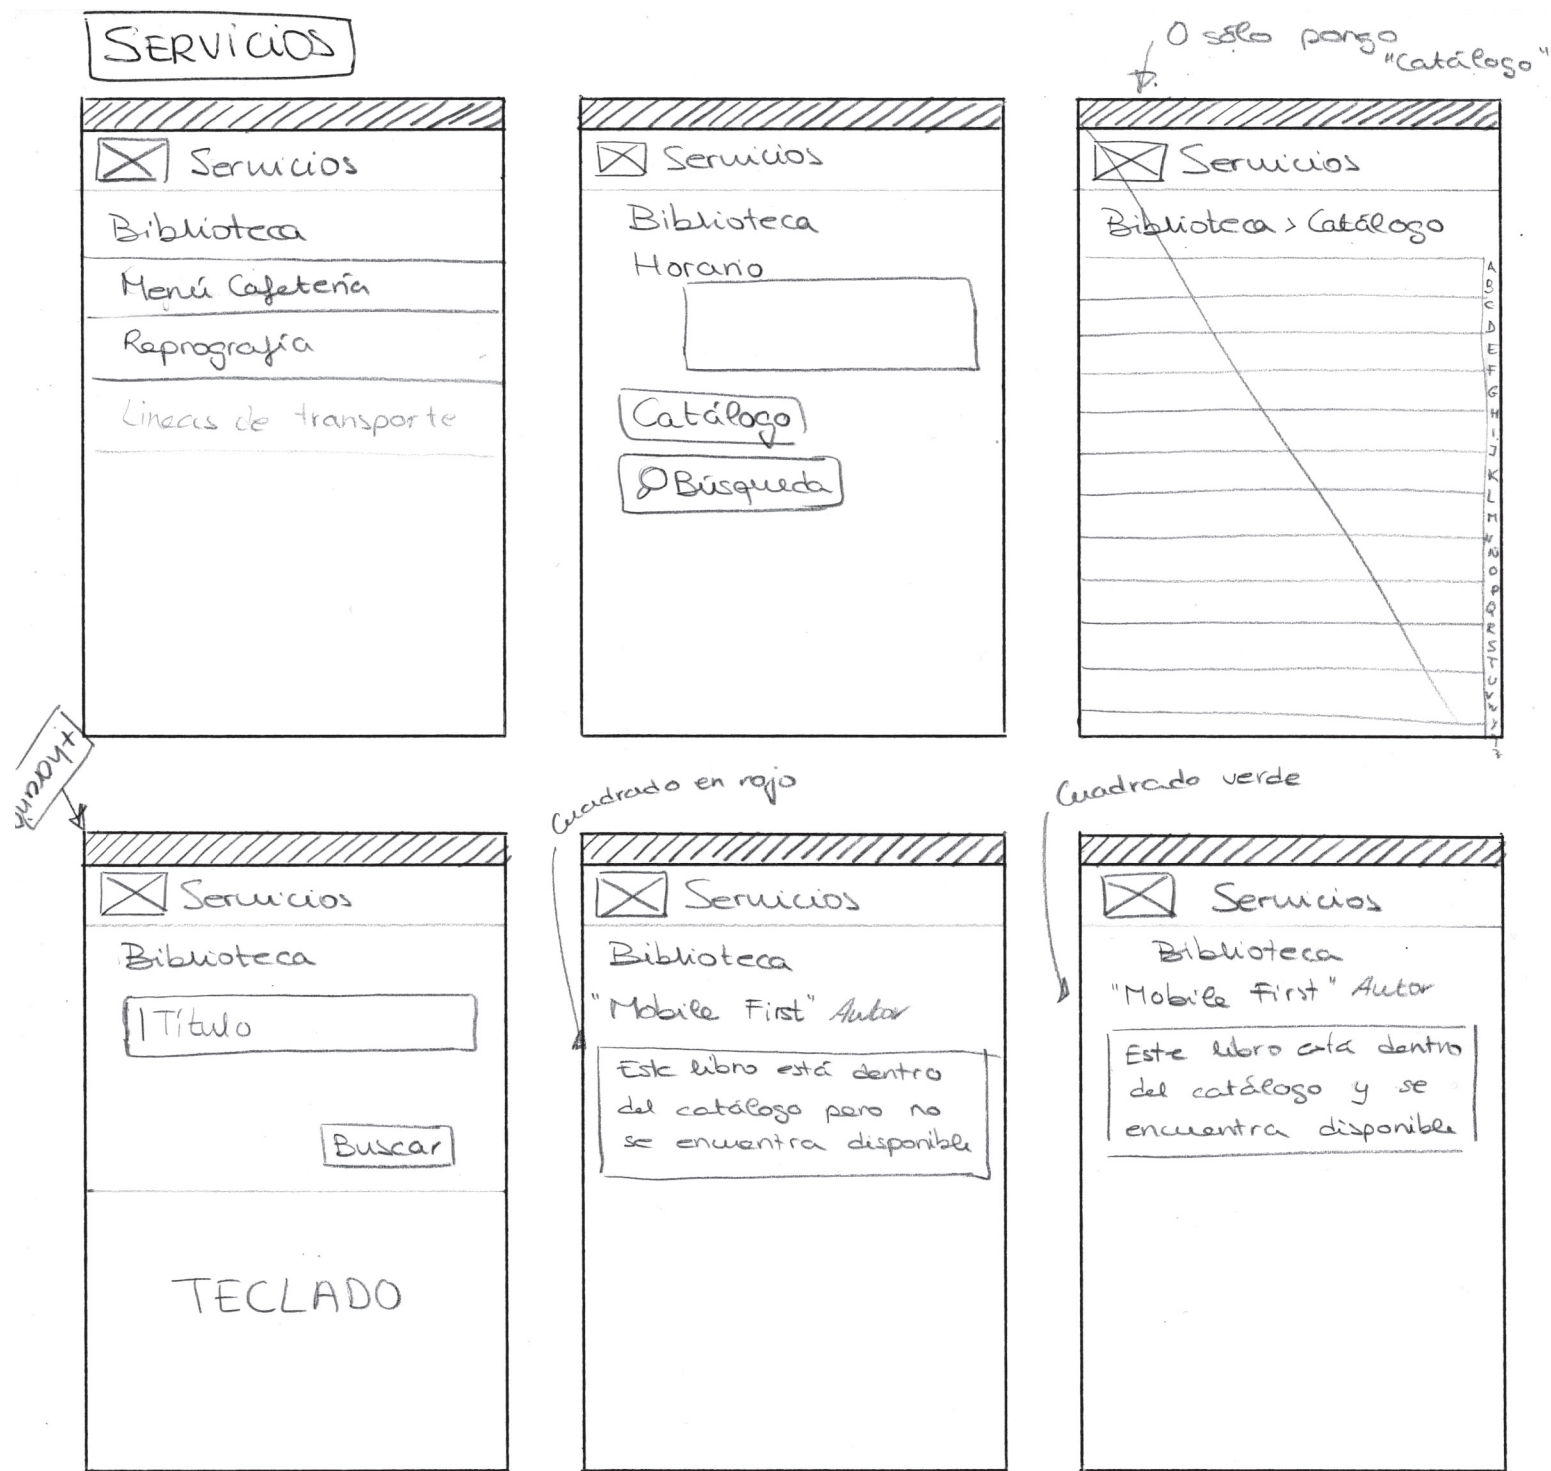 SERVICIOS
O sólo pongo
"Catálogo"
Servicios
Biblioteca
Menú Cafetería
Reprografía
Lineas de transporte
Servicios
Biblioteca
Horario
Catálogo
Búsqueda
Servicios
Biblioteca > Catálogo
A
B
C
D
E
F
G
H
I
J
K
L
M
N
Ñ
O
P
Q
R
S
T
U
V
W
X
Y
Z
Servicios
Biblioteca
Título
Buscar
TECLADO
Cuadrado en rojo
Servicios
Biblioteca
"Mobile First" Autor
Este libro está dentro
del catálogo pero no
se encuentra disponible
Cuadrado verde
Servicios
Biblioteca
"Mobile First" Autor
Este libro está dentro
del catálogo y se
encuentra disponible